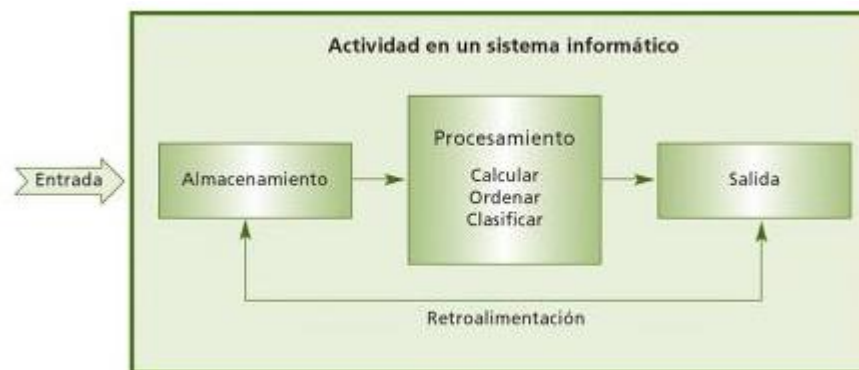 Actividad en un sistema informático
Entrada
Almacenamiento
Procesamiento
Calcular
Ordenar
Clasificar
Salida
Retroalimentación